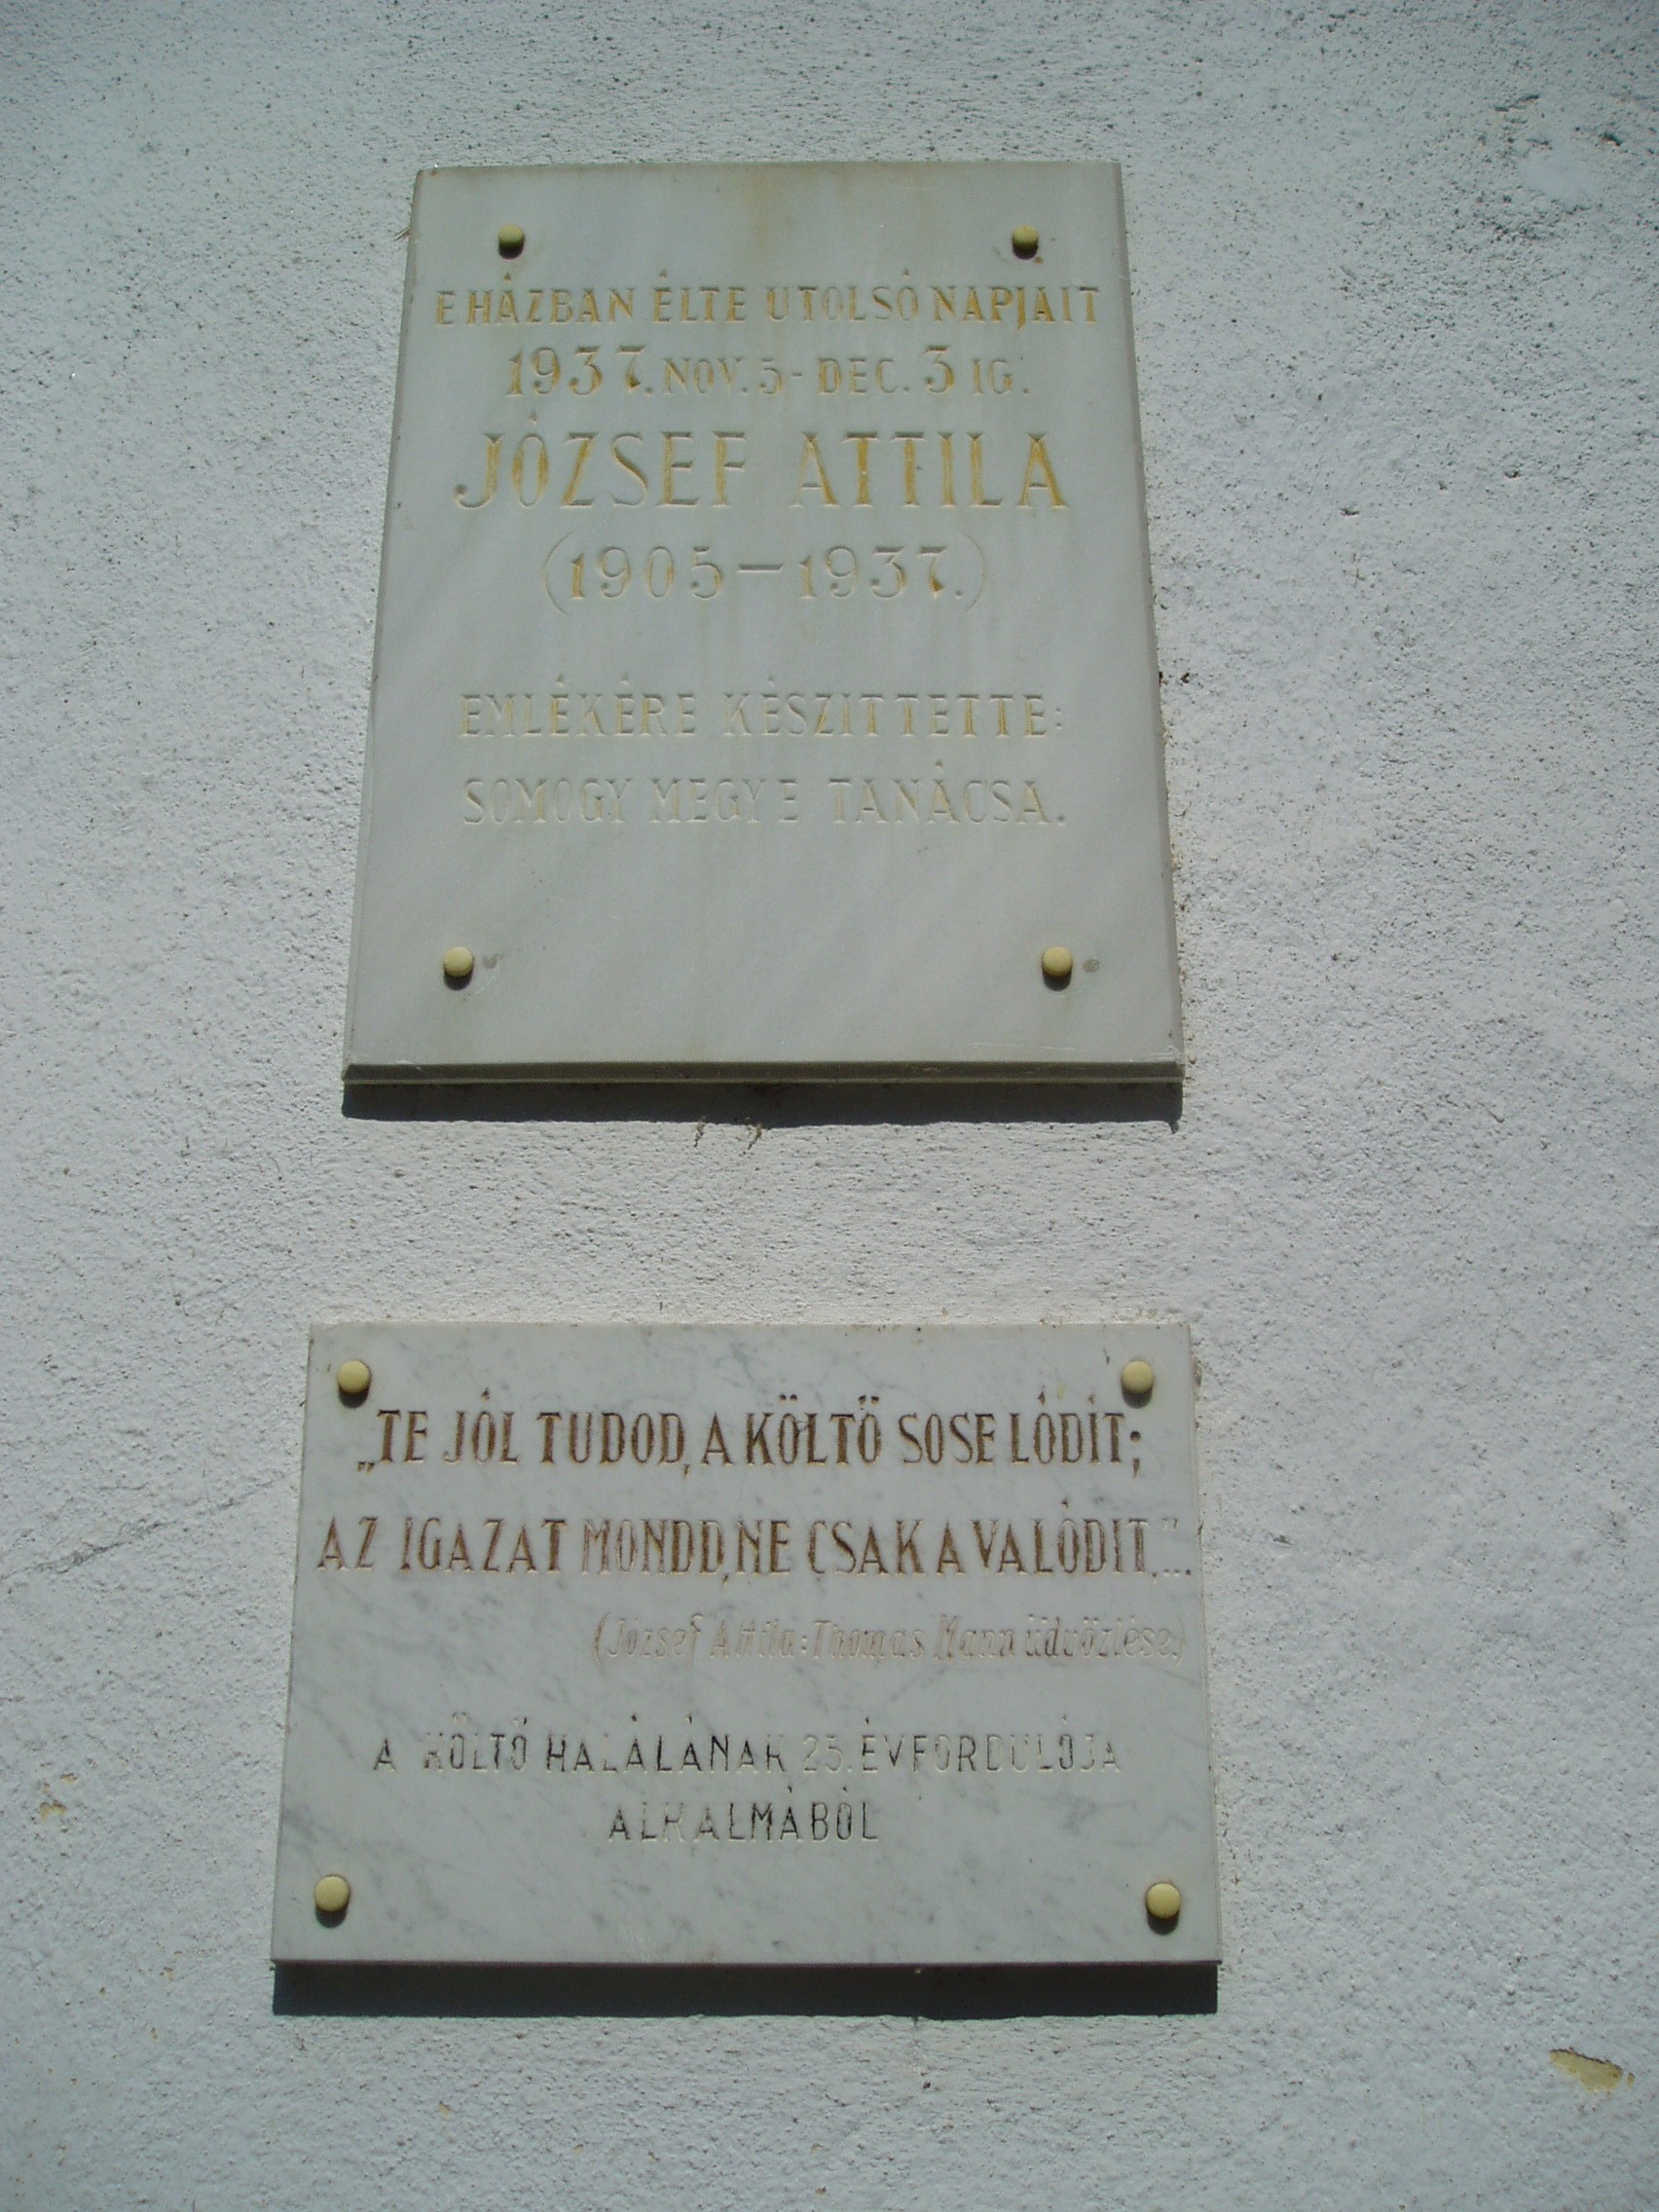 E HÁZBAN ÉLTE UTOLSÓ NAPJAIT
1937. NOV. 5 - DEC. 3 IG.
JÓZSEF ATTILA
(1905 — 1937.)
EMLÉKÉRE KÉSZITTETTE:
SOMOGY MEGYE TANÁCSA.
„TE JÓL TUDOD, A KÖLTŐ SOSE LÓDIT;
AZ IGAZAT MONDD, NE CSAK A VALÓDIT,"...
(József Attila: Thomas Mann üdvözlése.)
A KÖLTŐ HALÁLÁNAK 25. ÉVFORDULÓJA
ALKALMÁBÓL